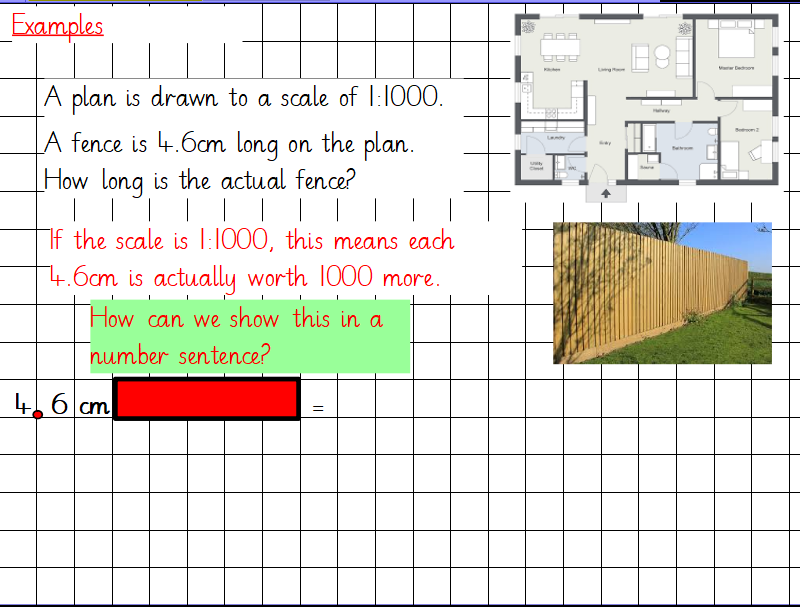 Examples
A plan is drawn to a scale of 1:1000.
A fence is 4.6cm long on the plan.
How long is the actual fence?
If the scale is 1:1000, this means each
4.6cm is actually worth 1000 more.
How can we show this in a
number sentence?
4.6 cm =
Kitchen
Living Room
Master Bedroom
Hallway
Laundry
Entry
Bathroom
Bedroom 2
Utility
Closet
Sauna